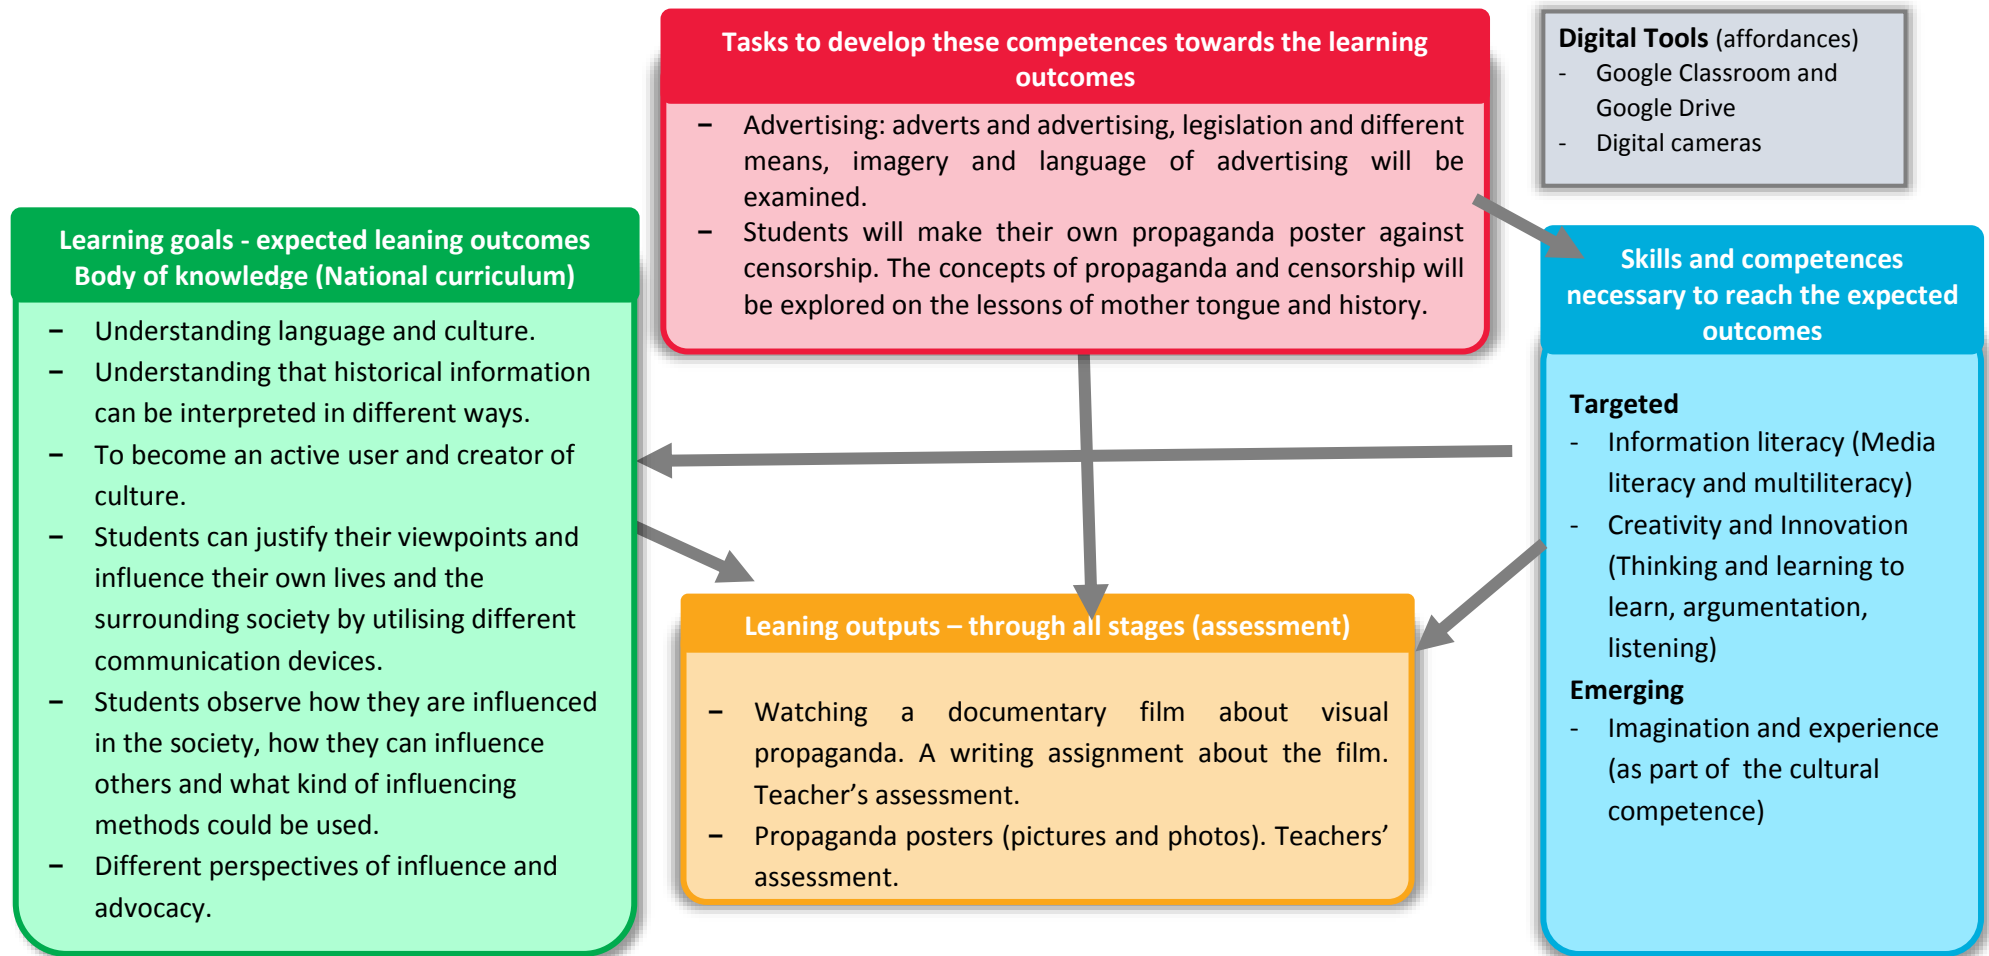 Tasks to develop these competences towards the learning
outcomes
– Advertising: adverts and advertising, legislation and different
means, imagery and language of advertising will be
examined.
– Students will make their own propaganda poster against
censorship. The concepts of propaganda and censorship will
be explored on the lessons of mother tongue and history.
Digital Tools (affordances)
- Google Classroom and
Google Drive
- Digital cameras
Learning goals - expected leaning outcomes
Body of knowledge (National curriculum)
– Understanding language and culture.
– Understanding that historical information
can be interpreted in different ways.
– To become an active user and creator of
culture.
– Students can justify their viewpoints and
influence their own lives and the
surrounding society by utilising different
communication devices.
– Students observe how they are influenced
in the society, how they can influence
others and what kind of influencing
methods could be used.
– Different perspectives of influence and
advocacy.
Leaning outputs – through all stages (assessment)
– Watching a documentary film about visual
propaganda. A writing assignment about the film.
Teacher’s assessment.
– Propaganda posters (pictures and photos). Teachers’
assessment.
Skills and competences
necessary to reach the expected
outcomes
Targeted
- Information literacy (Media
literacy and multiliteracy)
- Creativity and Innovation
(Thinking and learning to
learn, argumentation,
listening)
Emerging
- Imagination and experience
(as part of the cultural
competence)